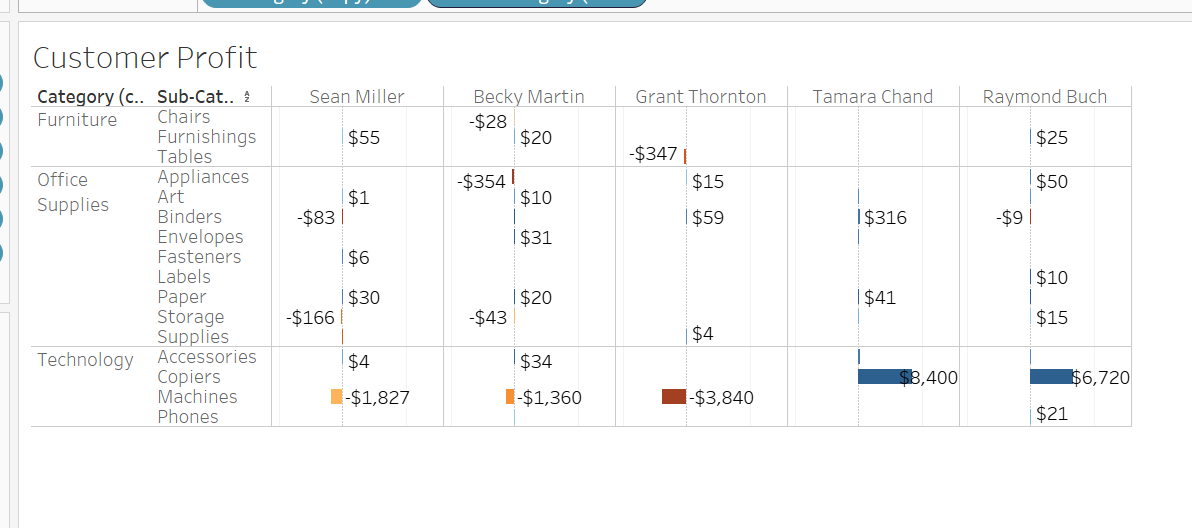 Customer Profit
Category (c.. Sub-Cat.. Sean Miller Becky Martin Grant Thornton Tamara Chand Raymond Buch
Furniture Chairs -$28
Furnishings $55 $20 $25
Tables -$347
Office Supplies Appliances -$354 $15 $50
Art $1 $10
Binders -$83 $59 $316 -$9
Envelopes $31
Fasteners $6
Labels $10
Paper $30 $20 $41
Storage -$166 -$43 $15
Supplies $4
Technology Accessories $4 $34
Copiers $8,400 $6,720
Machines -$1,827 -$1,360 -$3,840
Phones $21